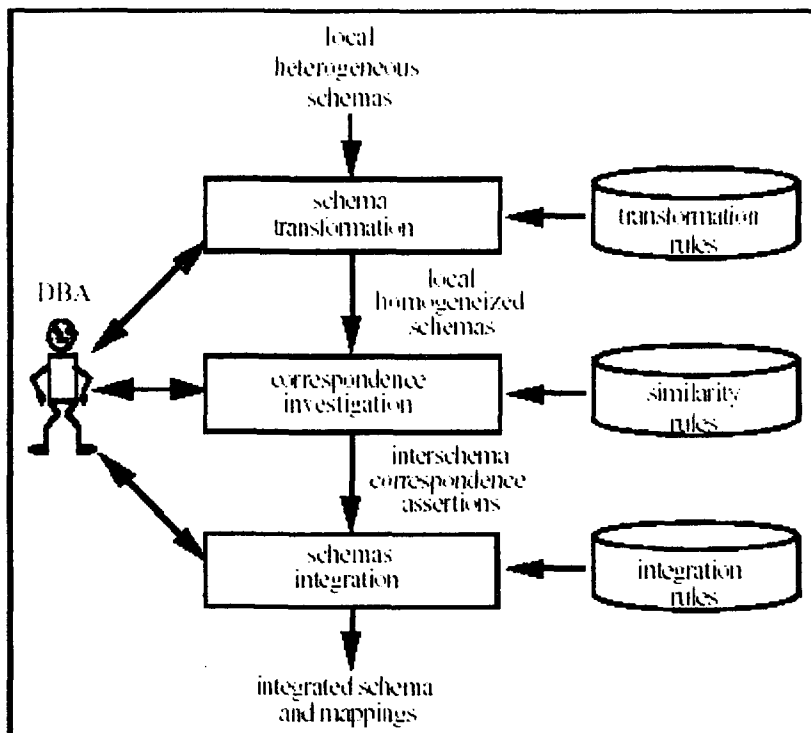 local
heterogeneous
schemas
schema
transformation
transformation
rules
DBA
local
homogeneized
schemas
correspondence
investigation
similarity
rules
interschema
correspondence
assertions
schemas
integration
integration
rules
integrated schema
and mappings